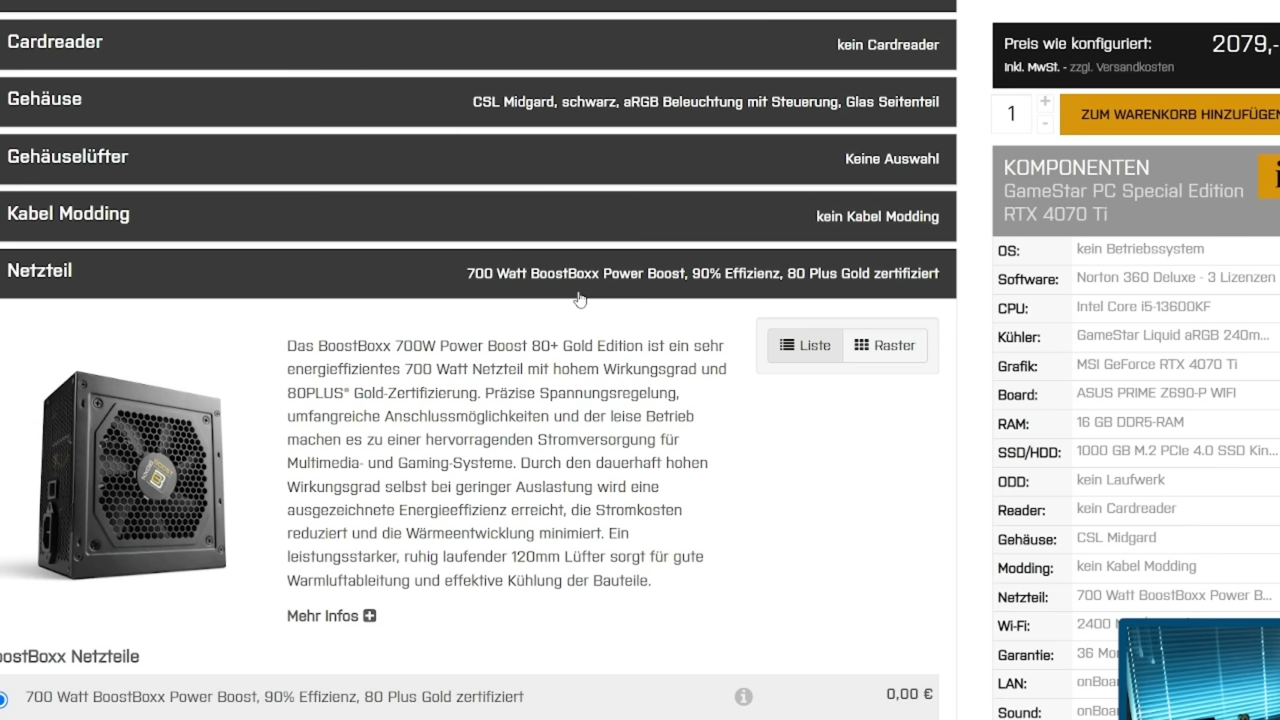 Cardreader
kein Cardreader
Gehäuse
CSL Midgard, schwarz, aRGB Beleuchtung mit Steuerung, Glas Seitenteil
Gehäuselüfter
Keine Auswahl
Kabel Modding
kein Kabel Modding
Netzteil
700 Watt BoostBoxx Power Boost, 90% Effizienz, 80 Plus Gold zertifiziert
Das BoostBoxx 700W Power Boost 80+ Gold Edition ist ein sehr
energieffizientes 700 Watt Netzteil mit hohem Wirkungsgrad und
80PLUS® Gold-Zertifizierung. Präzise Spannungsregelung,
umfangreiche Anschlussmöglichkeiten und der leise Betrieb
machen es zu einer hervorragenden Stromversorgung für
Multimedia- und Gaming-Systeme. Durch den dauerhaft hohen
Wirkungsgrad selbst bei geringer Auslastung wird eine
ausgezeichnete Energieeffizienz erreicht, die Stromkosten
reduziert und die Wärmeentwicklung minimiert. Ein
leistungsstarker, ruhig laufender 120mm Lüfter sorgt für gute
Warmluftableitung und effektive Kühlung der Bauteile.
Mehr Infos
Liste
Raster
oostBoxx Netzteile
700 Watt BoostBoxx Power Boost, 90% Effizienz, 80 Plus Gold zertifiziert
0,00 €
Preis wie konfiguriert:
2079,-
Inkl. MwSt. - zzgl. Versandkosten
1
+
-
ZUM WARENKORB HINZUFÜGEN
KOMPONENTEN
GameStar PC Special Edition
RTX 4070 Ti
OS: kein Betriebssystem
Software: Norton 360 Deluxe - 3 Lizenzen
CPU: Intel Core i5-13600KF
Kühler: GameStar Liquid aRGB 240m...
Grafik: MSI GeForce RTX 4070 Ti
Board: ASUS PRIME Z690-P WIFI
RAM: 16 GB DDR5-RAM
SSD/HDD: 1000 GB M.2 PCIe 4.0 SSD Kin...
ODD: kein Laufwerk
Reader: kein Cardreader
Gehäuse: CSL Midgard
Modding: kein Kabel Modding
Netzteil: 700 Watt BoostBoxx Power B...
Wi-Fi: 2400
Garantie: 36 Mo
LAN: onBoa
Sound: onBoa